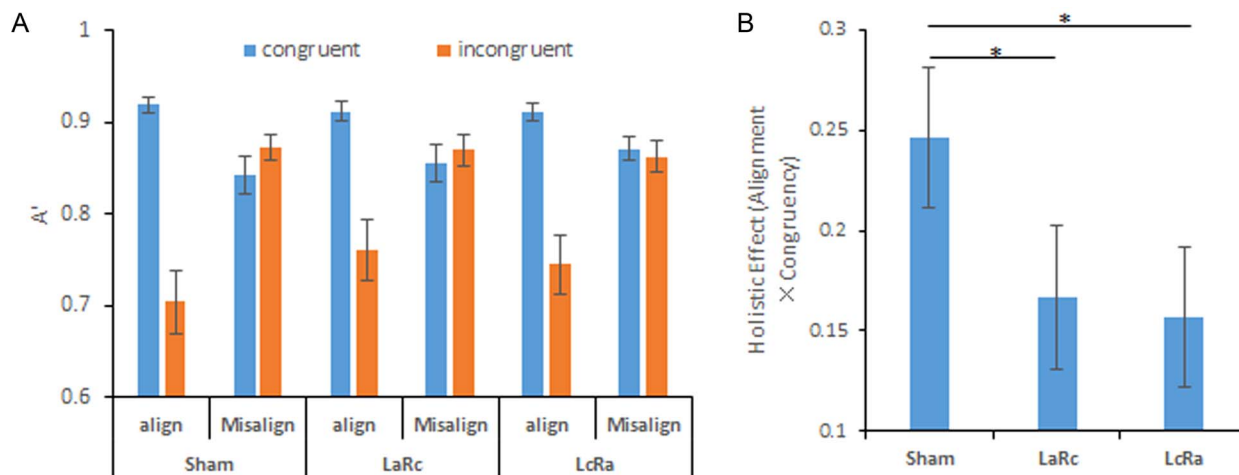 A
1
0.9
0.8
0.7
0.6
A'
congruent
incongruent
align
Misalign
align
Misalign
align
Misalign
Sham
LaRc
LcRa
B
0.3
0.25
0.2
0.15
0.1
Holistic Effect (Alignment
× Congruency)
*
*
Sham
LaRc
LcRa